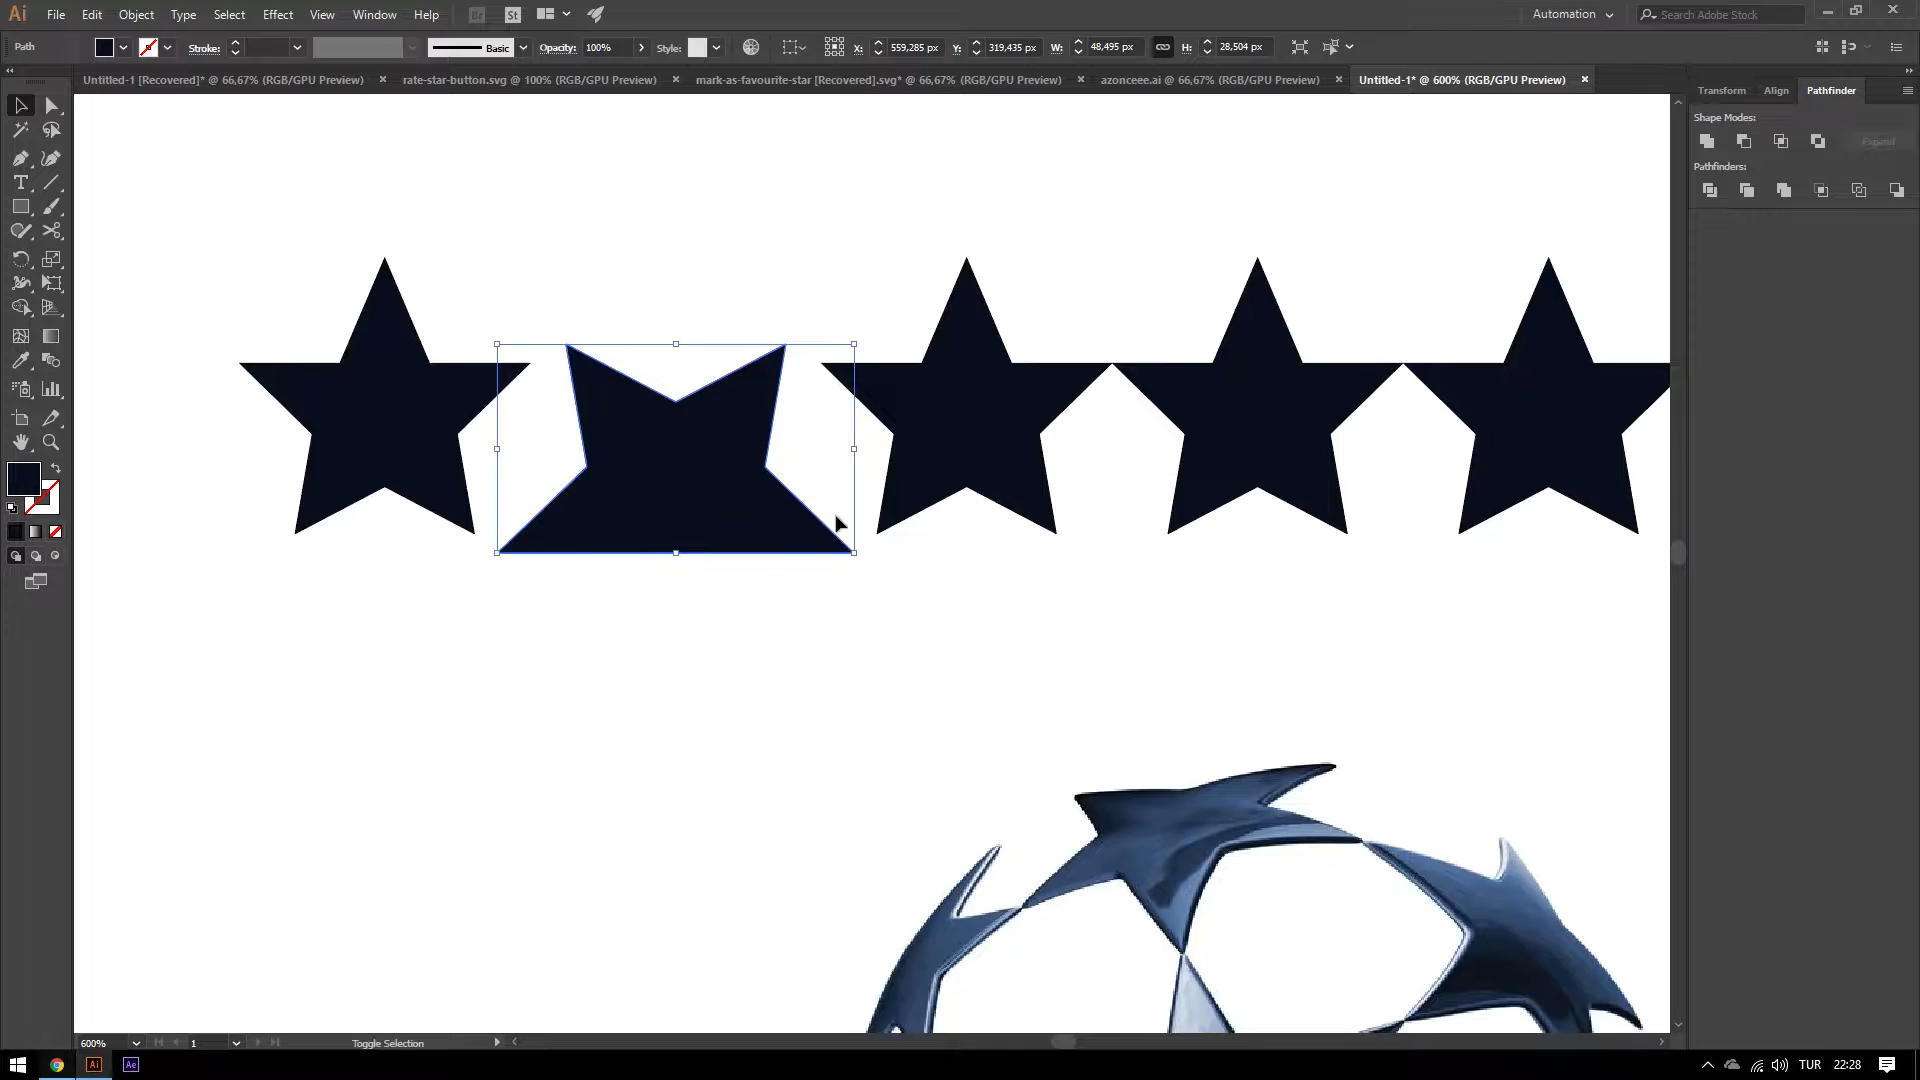 Ai File Edit Object Type Select Effect View Window Help Br St Automation Search Adobe Stock
Path Stroke: Basic Opacity: 100% Style: X: 559,285 px Y: 319,435 px W: 48,495 px H: 28,504 px
Untitled-1 [Recovered]* @ 66,67% (RGB/GPU Preview) rate-star-button.svg @ 100% (RGB/GPU Preview) mark-as-favourite-star [Recovered].svg* @ 66,67% (RGB/GPU Preview) azonceee.ai @ 66,67% (RGB/GPU Preview) Untitled-1* @ 600% (RGB/GPU Preview)
Transform Align Pathfinder
Shape Modes:
Expand
Pathfinders:
600% 1 Toggle Selection
Ai Ae TUR 22:28